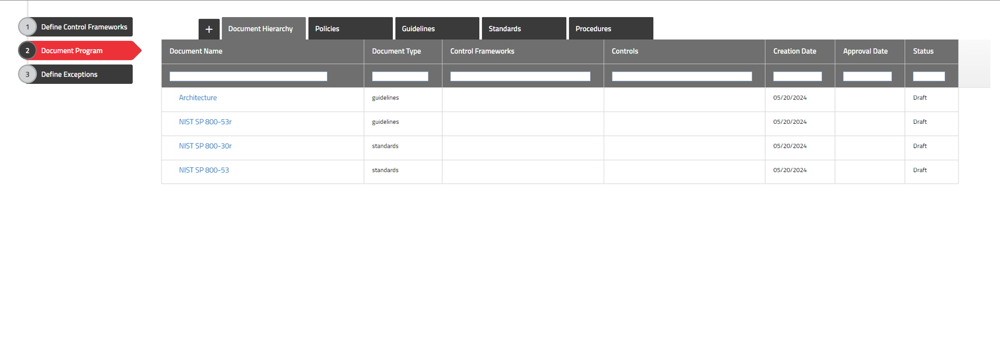 1 Define Control Frameworks
2 Document Program
3 Define Exceptions
+ Document Hierarchy Policies Guidelines Standards Procedures
Document Name Document Type Control Frameworks Controls Creation Date Approval Date Status
Architecture guidelines 05/20/2024 Draft
NIST SP 800-53r guidelines 05/20/2024 Draft
NIST SP 800-30r standards 05/20/2024 Draft
NIST SP 800-53 standards 05/20/2024 Draft